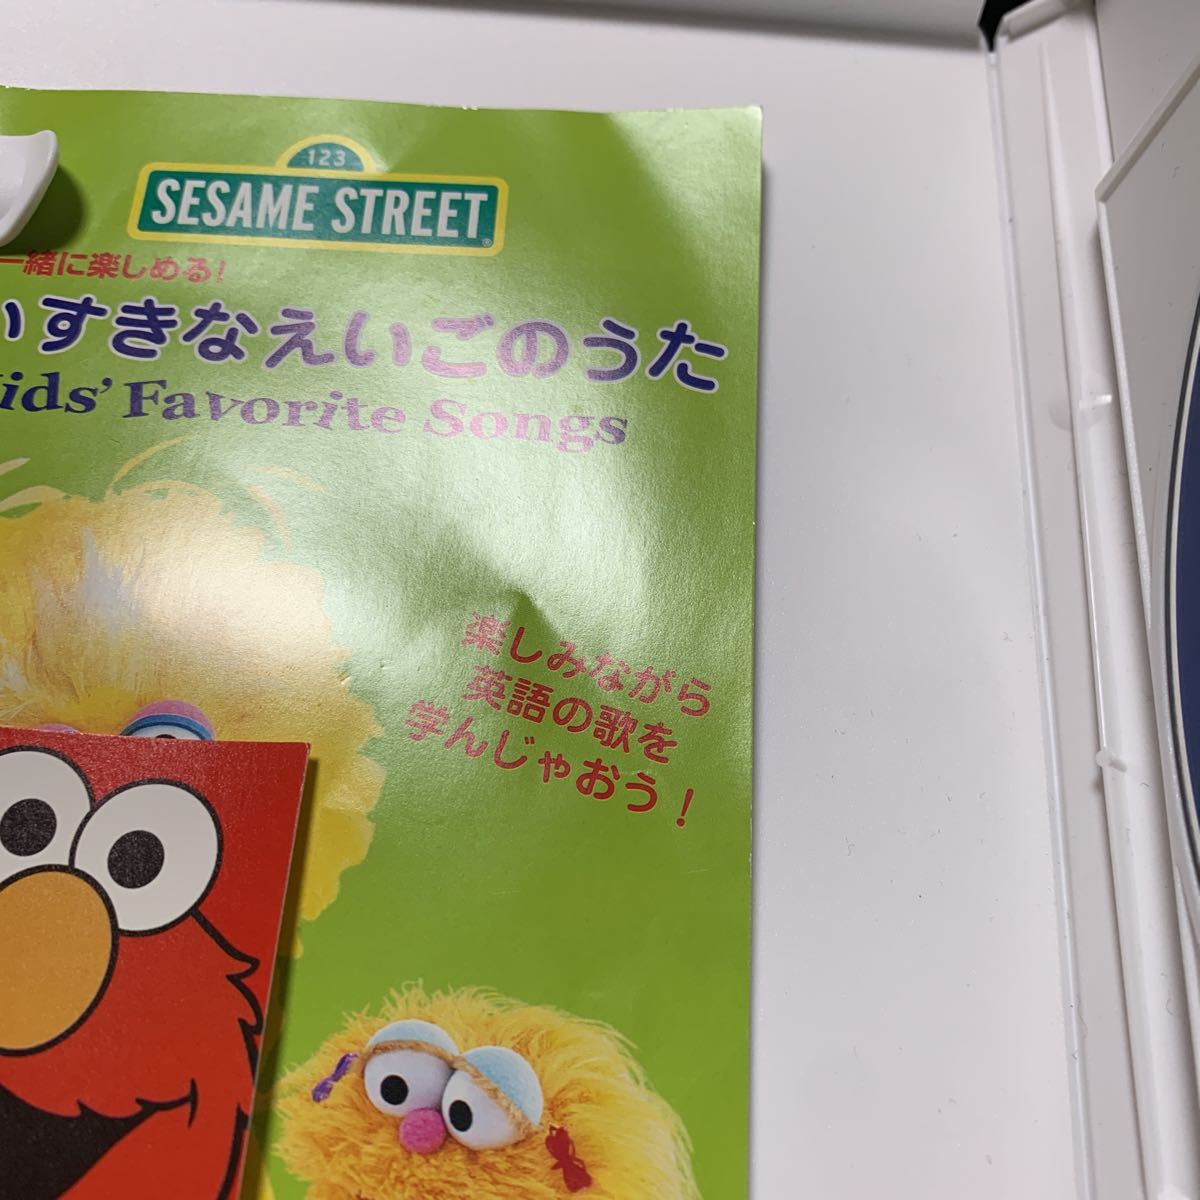 123
SESAME STREET
一緒に楽しめる!
いすきなえいごのうた
Kids' Favorite Songs
楽しみながら
英語の歌を
学んじゃおう!